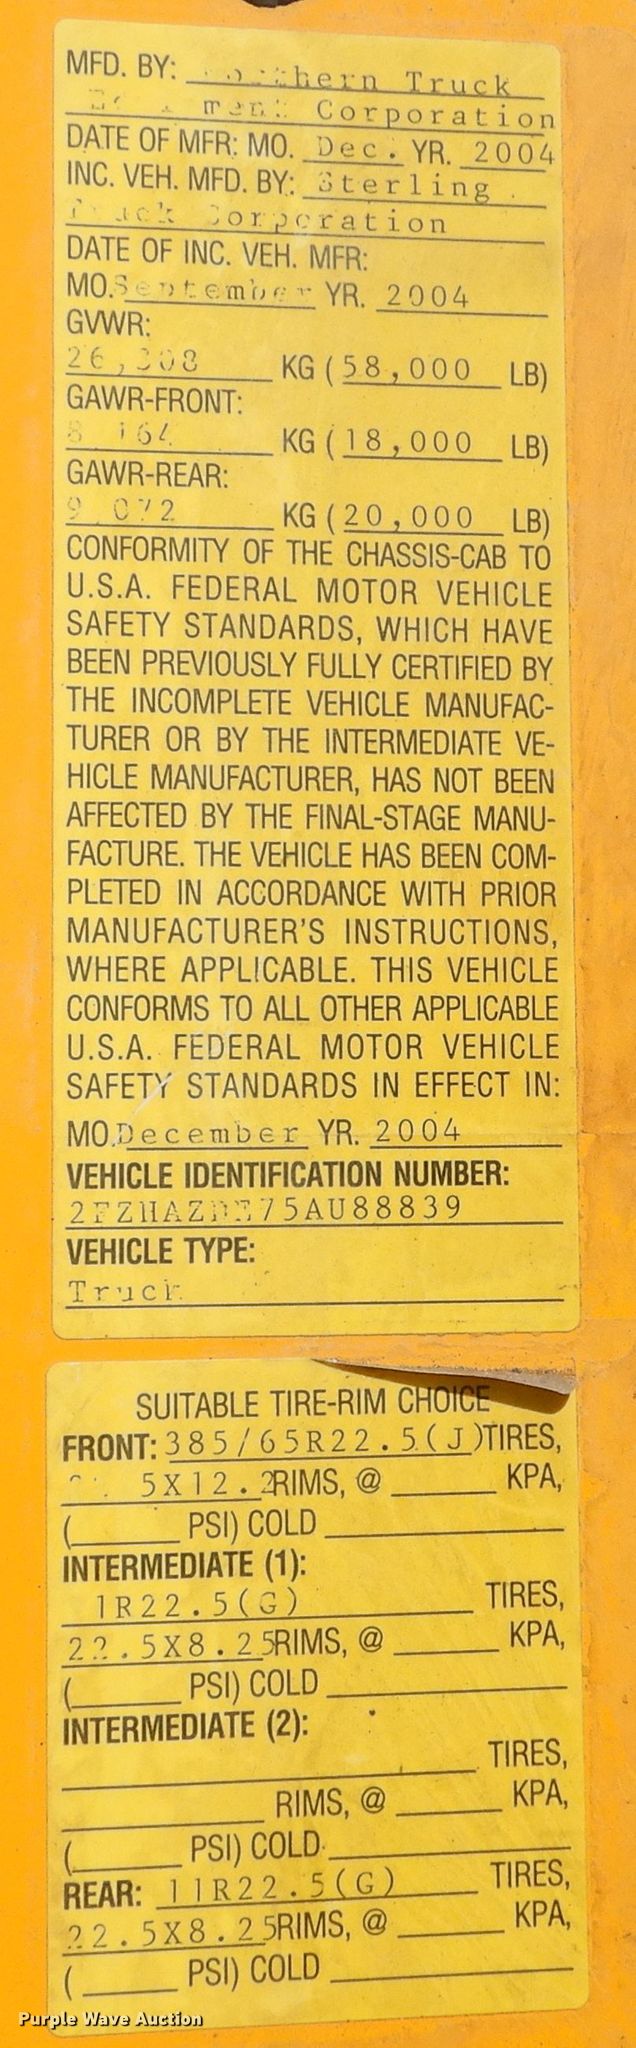 MFD. BY: Truck
Corporation
DATE OF MFR: MO. Dec. YR. 2004
INC. VEH. MFD. BY: Sterling
Truck Corporation
DATE OF INC. VEH. MFR:
MO. September YR. 2004
GVWR:
KG ( 58,000 LB)
GAWR-FRONT:
KG ( 18,000 LB)
GAWR-REAR:
9,072 KG ( 20,000 LB)
CONFORMITY OF THE CHASSIS-CAB TO
U.S.A. FEDERAL MOTOR VEHICLE
SAFETY STANDARDS, WHICH HAVE
BEEN PREVIOUSLY FULLY CERTIFIED BY
THE INCOMPLETE VEHICLE MANUFAC-
TURER OR BY THE INTERMEDIATE VE-
HICLE MANUFACTURER, HAS NOT BEEN
AFFECTED BY THE FINAL-STAGE MANU-
FACTURE. THE VEHICLE HAS BEEN COM-
PLETED IN ACCORDANCE WITH PRIOR
MANUFACTURER'S INSTRUCTIONS,
WHERE APPLICABLE. THIS VEHICLE
CONFORMS TO ALL OTHER APPLICABLE
U.S.A. FEDERAL MOTOR VEHICLE
SAFETY STANDARDS IN EFFECT IN:
MO. December YR. 2004
VEHICLE IDENTIFICATION NUMBER:
VEHICLE TYPE:
Truck
SUITABLE TIRE-RIM CHOICE
FRONT: 385/65R22.5(J) TIRES,
RIMS, @ KPA,
( PSI) COLD
INTERMEDIATE (1):
TIRES,
22.5X8.25 RIMS, @ KPA,
( PSI) COLD
INTERMEDIATE (2):
TIRES,
RIMS, @ KPA,
( PSI) COLD
REAR: 11R22.5(G) TIRES,
22.5X8.25 RIMS, @ KPA,
( PSI) COLD
Purple Wave Auction